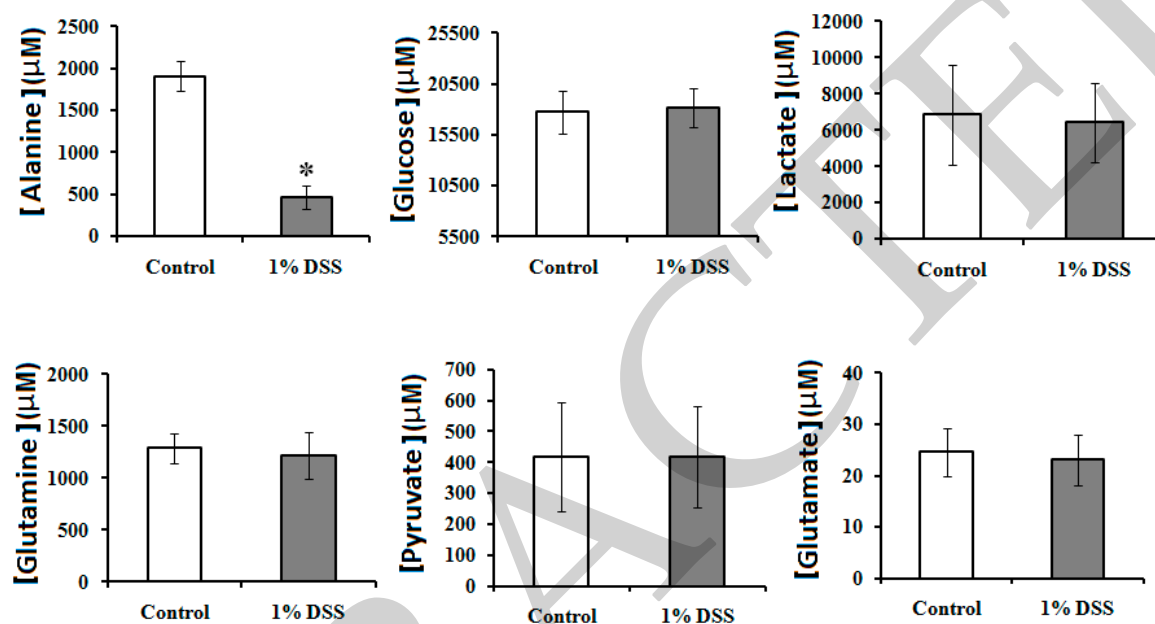 [Alanine](μM)
2500
2000
1500
1000
500
0
*
Control 1% DSS
[Glucose](μM)
25500
20500
15500
10500
5500
Control 1% DSS
[Lactate](μM)
12000
10000
8000
6000
4000
2000
0
Control 1% DSS
[Glutamine](μM)
2000
1500
1000
500
0
Control 1% DSS
[Pyruvate](μM)
700
600
500
400
300
200
100
0
Control 1% DSS
[Glutamate](μM)
40
30
20
10
0
Control 1% DSS
ACTE